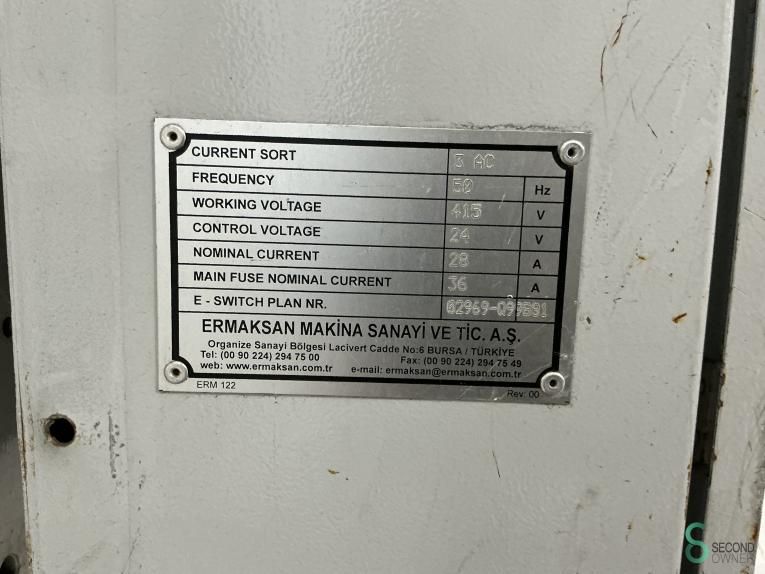 CURRENT SORT 3 AC
FREQUENCY 50 Hz
WORKING VOLTAGE 415 V
CONTROL VOLTAGE 24 V
NOMINAL CURRENT 28 A
MAIN FUSE NOMINAL CURRENT 36 A
E - SWITCH PLAN NR.
ERMAKSAN MAKİNA SANAYİ VE TİC. A.Ş.
Organize Sanayi Bölgesi Lacivert Cadde No:6 BURSA / TÜRKİYE
Tel: (00 90 224) 294 75 00 Fax: (00 90 224) 294 75 49
web: www.ermaksan.com.tr e-mail: ermaksan@ermaksan.com.tr
ERM 122 Rev: 00
SECOND
OWNER